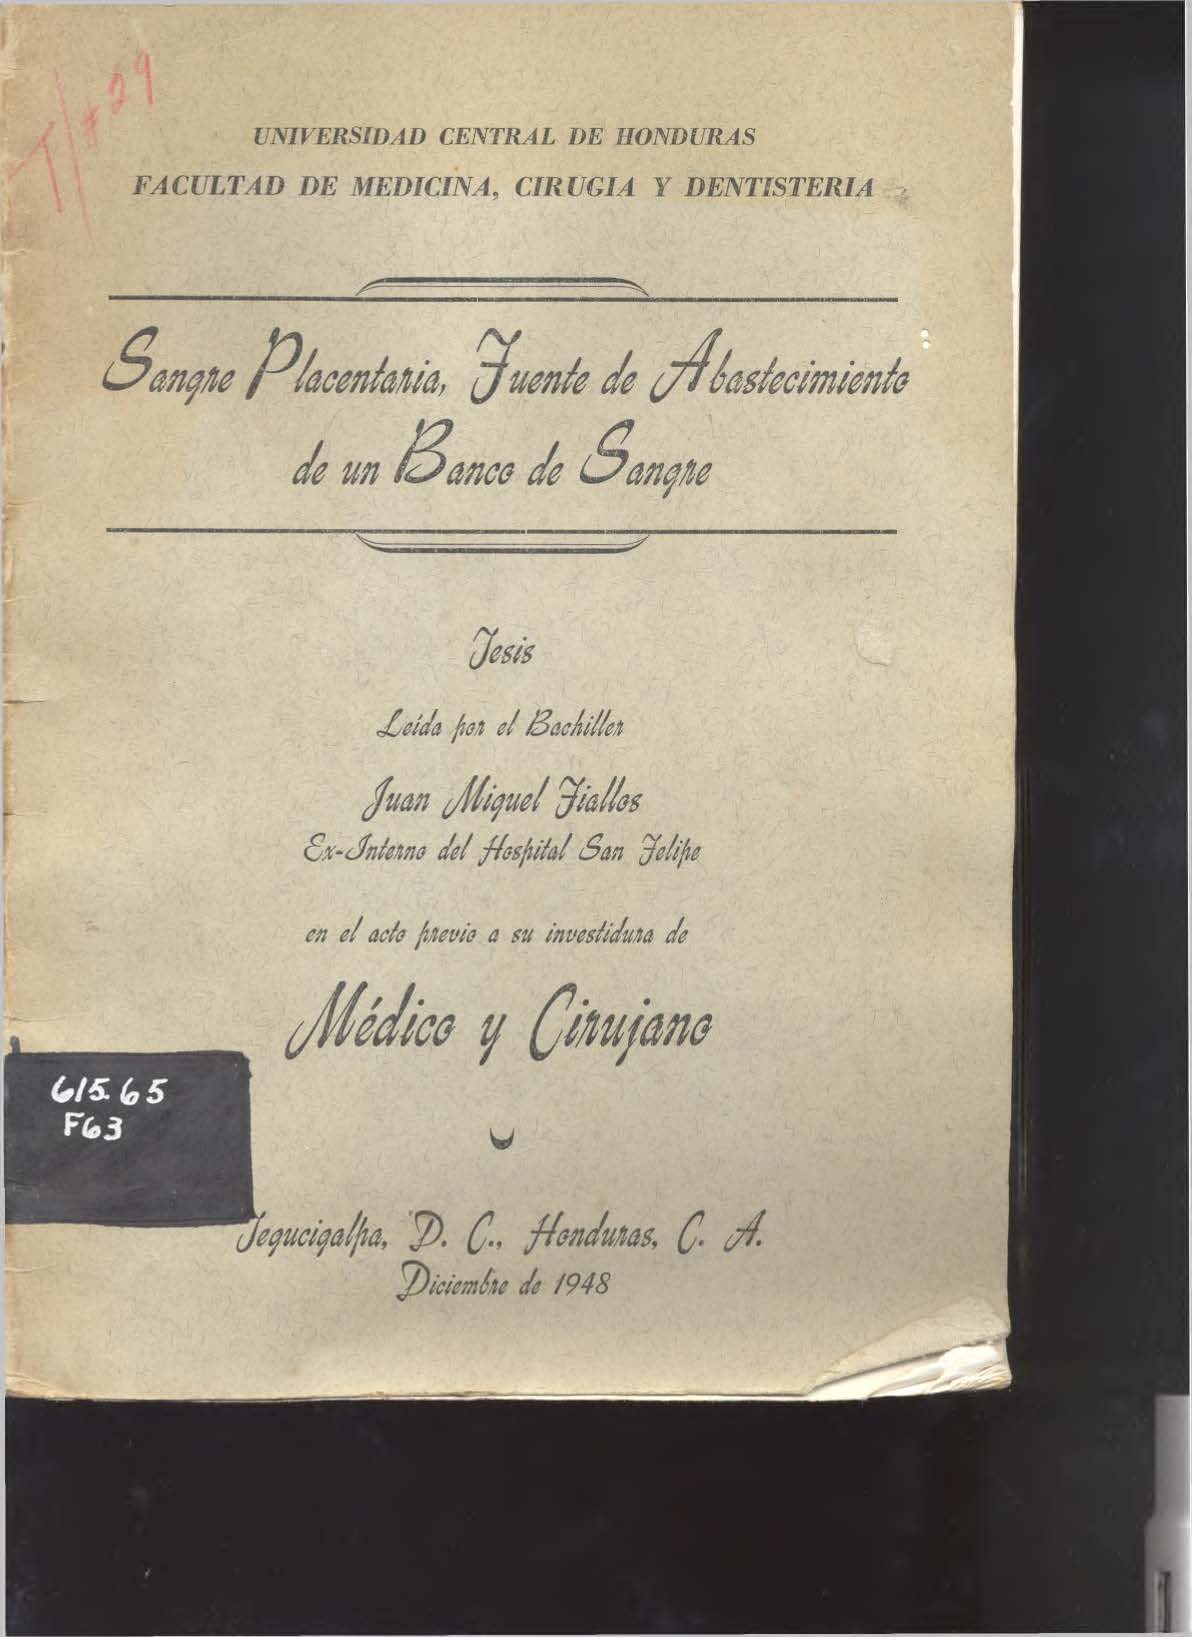 T/#29
UNIVERSIDAD CENTRAL DE HONDURAS
FACULTAD DE MEDICINA, CIRUGIA Y DENTISTERIA
Sangre Placentaria, Fuente de Abastecimiento
de un Banco de Sangre
Tesis
Leída por el Bachiller
Juan Miguel Fiallos
Ex-Interno del Hospital San Felipe
en el acto previo a su investidura de
Médico y Cirujano
615.65
F63
Tegucigalpa, D. C., Honduras, C. A.
Diciembre de 1948